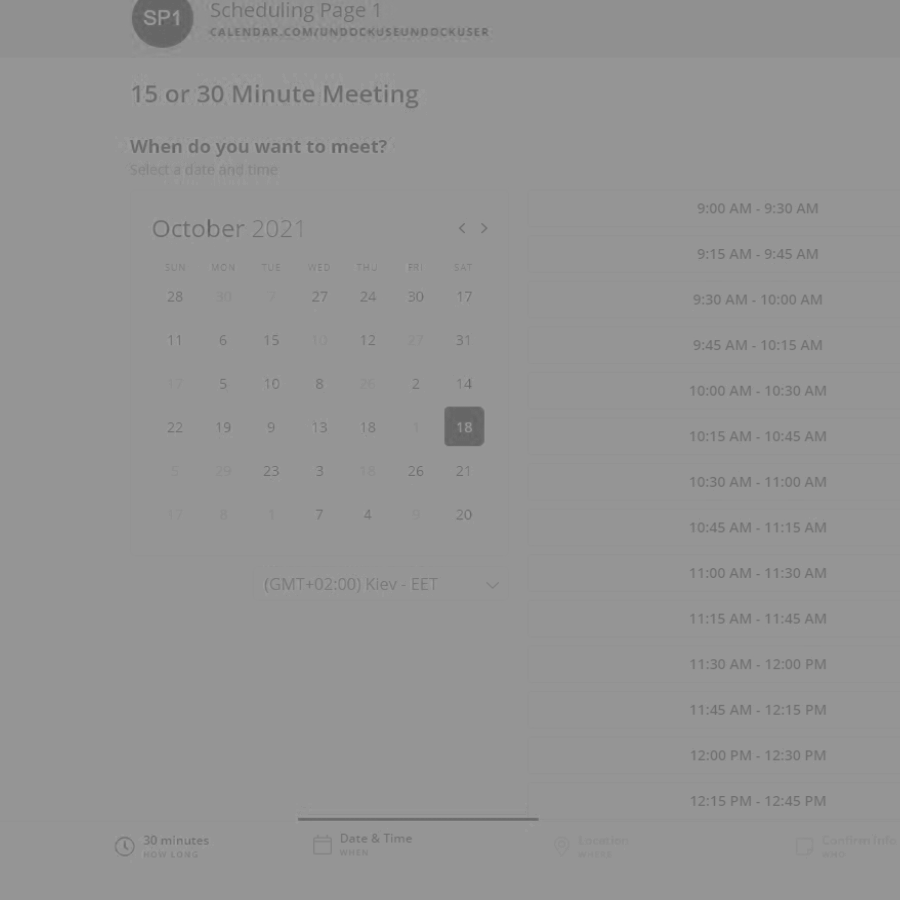 SP1
Scheduling Page 1
CALENDAR.COM/UNDOCKUSEUNDOCKUSER
15 or 30 Minute Meeting
When do you want to meet?
Select a date and time
October 2021
SUN MON TUE WED THU FRI SAT
28 30 2 27 24 30 17
11 6 15 10 12 27 31
17 5 10 8 26 2 14
22 19 9 13 18 1 18
5 29 23 3 18 26 21
17 8 1 7 4 9 20
(GMT+02:00) Kiev - EET
9:00 AM - 9:30 AM
9:15 AM - 9:45 AM
9:30 AM - 10:00 AM
9:45 AM - 10:15 AM
10:00 AM - 10:30 AM
10:15 AM - 10:45 AM
10:30 AM - 11:00 AM
10:45 AM - 11:15 AM
11:00 AM - 11:30 AM
11:15 AM - 11:45 AM
11:30 AM - 12:00 PM
11:45 AM - 12:15 PM
12:00 PM - 12:30 PM
12:15 PM - 12:45 PM
30 minutes
HOW LONG
Date & Time
WHEN
Location
WHERE
Confirm Info
WHO